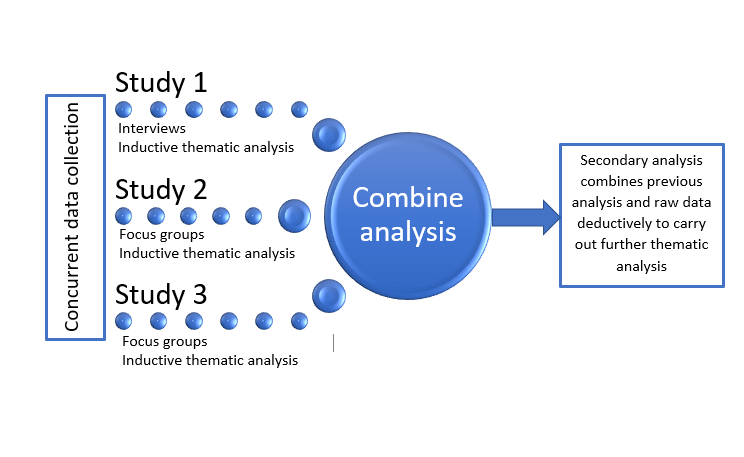 Concurrent data collection
Study 1
Interviews
Inductive thematic analysis
Study 2
Focus groups
Inductive thematic analysis
Study 3
Focus groups
Inductive thematic analysis
Combine
analysis
Secondary analysis
combines previous
analysis and raw data
deductively to carry
out further thematic
analysis